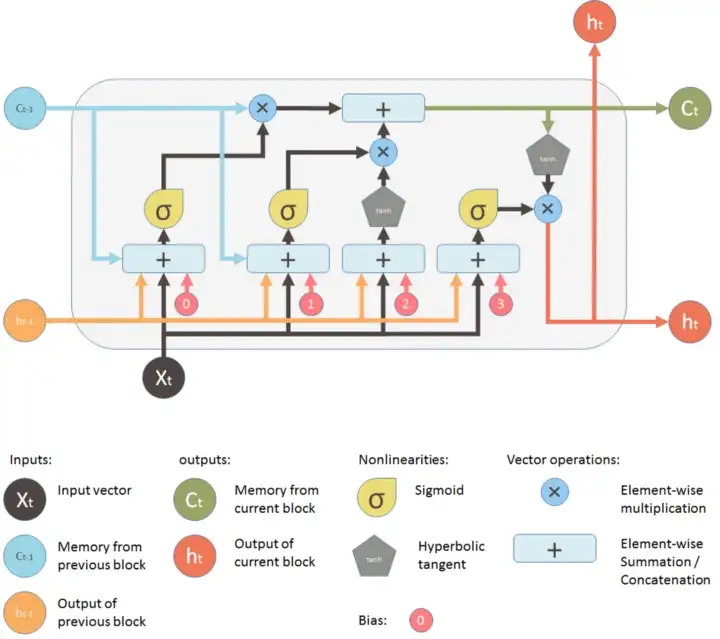 ht
Ct-1
×
+
Ct
×
tanh
σ
σ
tanh
σ
×
+
+
+
+
0
1
2
3
ht-1
ht
Xt
Inputs:
outputs:
Nonlinearities:
Vector operations:
Xt
Input vector
Ct
Memory from
current block
σ
Sigmoid
×
Element-wise
multiplication
Ct-1
Memory from
previous block
ht
Output of
current block
tanh
Hyperbolic
tangent
+
Element-wise
Summation /
Concatenation
ht-1
Output of
previous block
Bias:
0